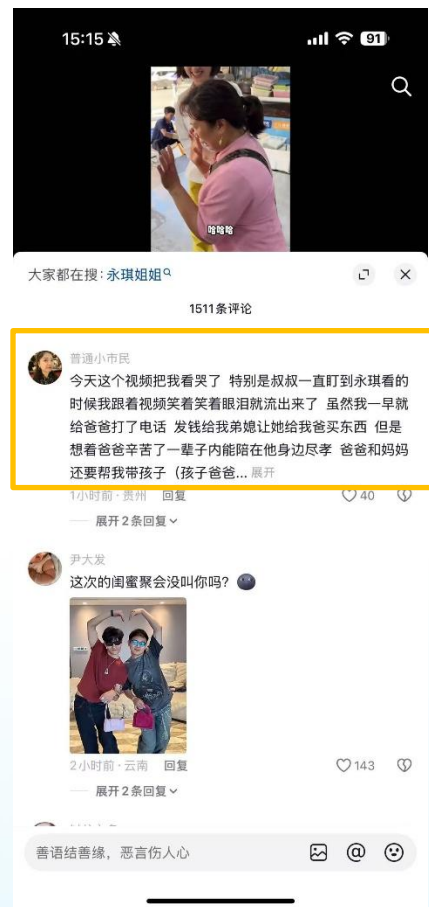 15:15
91
哈哈哈
大家都在搜：永琪姐姐
1511条评论
普通小市民
今天这个视频把我看哭了 特别是叔叔一直盯到永琪看的
时候我跟着视频笑着笑着眼泪就流出来了 虽然我一早就
给爸爸打了电话 发钱给我弟媳让她给我爸买东西 但是
想着爸爸辛苦了一辈子内能陪在他身边尽孝 爸爸和妈妈
还要帮我带孩子（孩子爸爸... 展开
1小时前·贵州 回复 40
展开2条回复
尹大发
这次的闺蜜聚会没叫你吗？
2小时前·云南 回复 143
展开2条回复
善语结善缘，恶言伤人心